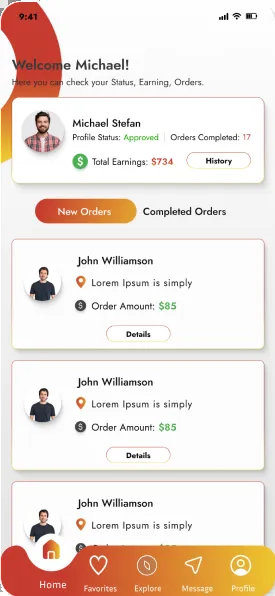 9:41
Welcome Michael!
Here you can check your Status, Earning, Orders.
Michael Stefan
Profile Status: Approved | Orders Completed: 17
Total Earnings: $734 History
New Orders Completed Orders
John Williamson
Lorem Ipsum is simply
Order Amount: $85
Details
John Williamson
Lorem Ipsum is simply
Order Amount: $85
Details
John Williamson
Lorem Ipsum is simply
Home Favorites Explore Message Profile